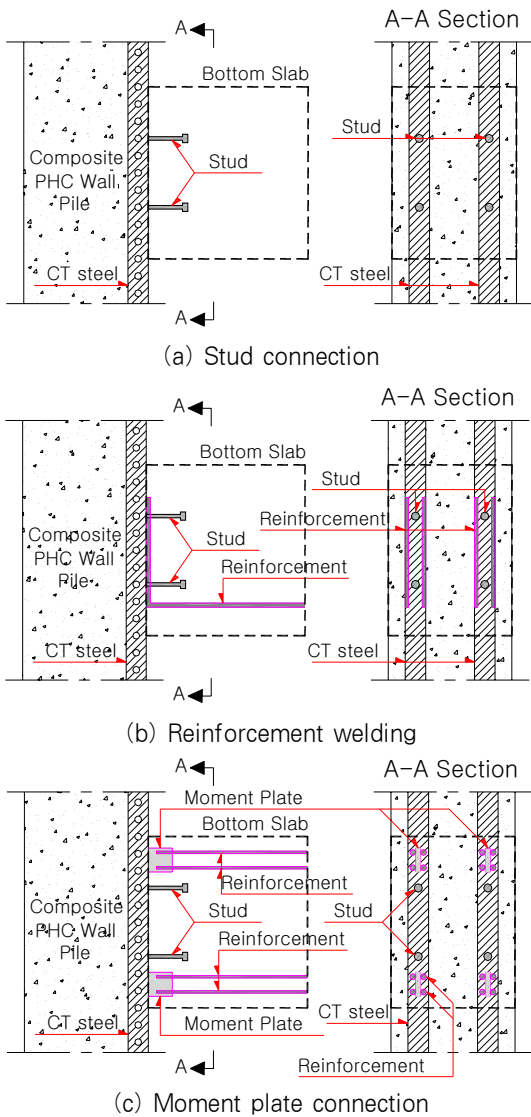 A
A-A Section
Bottom Slab
Stud
Composite
PHC Wall
Pile
Stud
CT steel
CT steel
A
(a) Stud connection
A
A-A Section
Bottom Slab
Stud
Reinforcement
Composite
PHC Wall
Pile
Stud
Reinforcement
CT steel
CT steel
A
(b) Reinforcement welding
A
A-A Section
Moment Plate
Bottom Slab
Reinforcement
Composite
PHC Wall
Pile
Stud
Stud
Reinforcement
CT steel
Moment Plate
CT steel
A
Reinforcement
(c) Moment plate connection